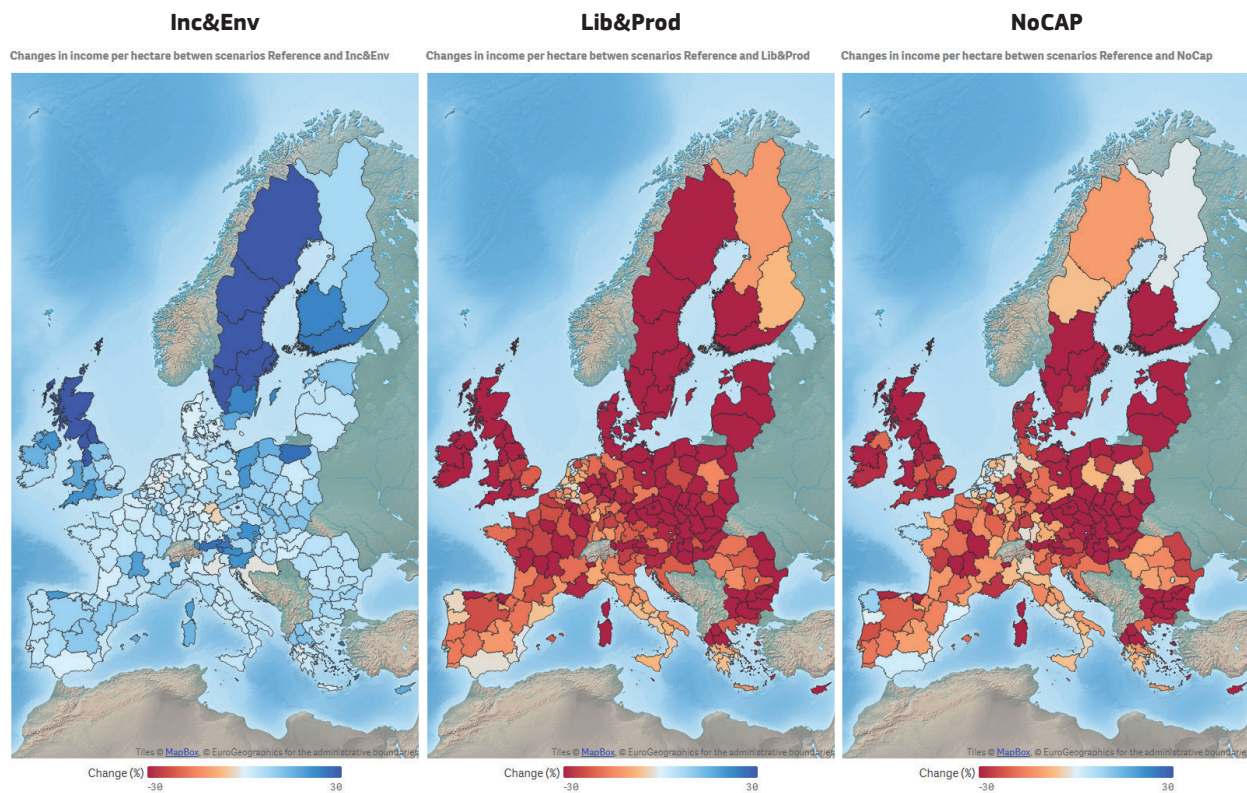 Inc&Env
Lib&Prod
NoCAP
Changes in income per hectare betwen scenarios Reference and Inc&Env
Changes in income per hectare betwen scenarios Reference and Lib&Prod
Changes in income per hectare betwen scenarios Reference and NoCap
Tiles © MapBox, © EuroGeographics for the administrative boundaries
Tiles © MapBox, © EuroGeographics for the administrative boundaries
Tiles © MapBox, © EuroGeographics for the administrative boundaries
Change (%)
-30
30
Change (%)
-30
30
Change (%)
-30
30